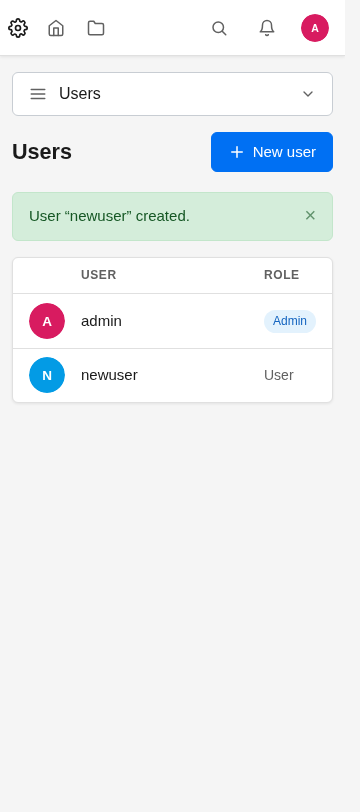 A
Users
Users
New user
User “newuser” created.
USER ROLE
A admin Admin
N newuser User